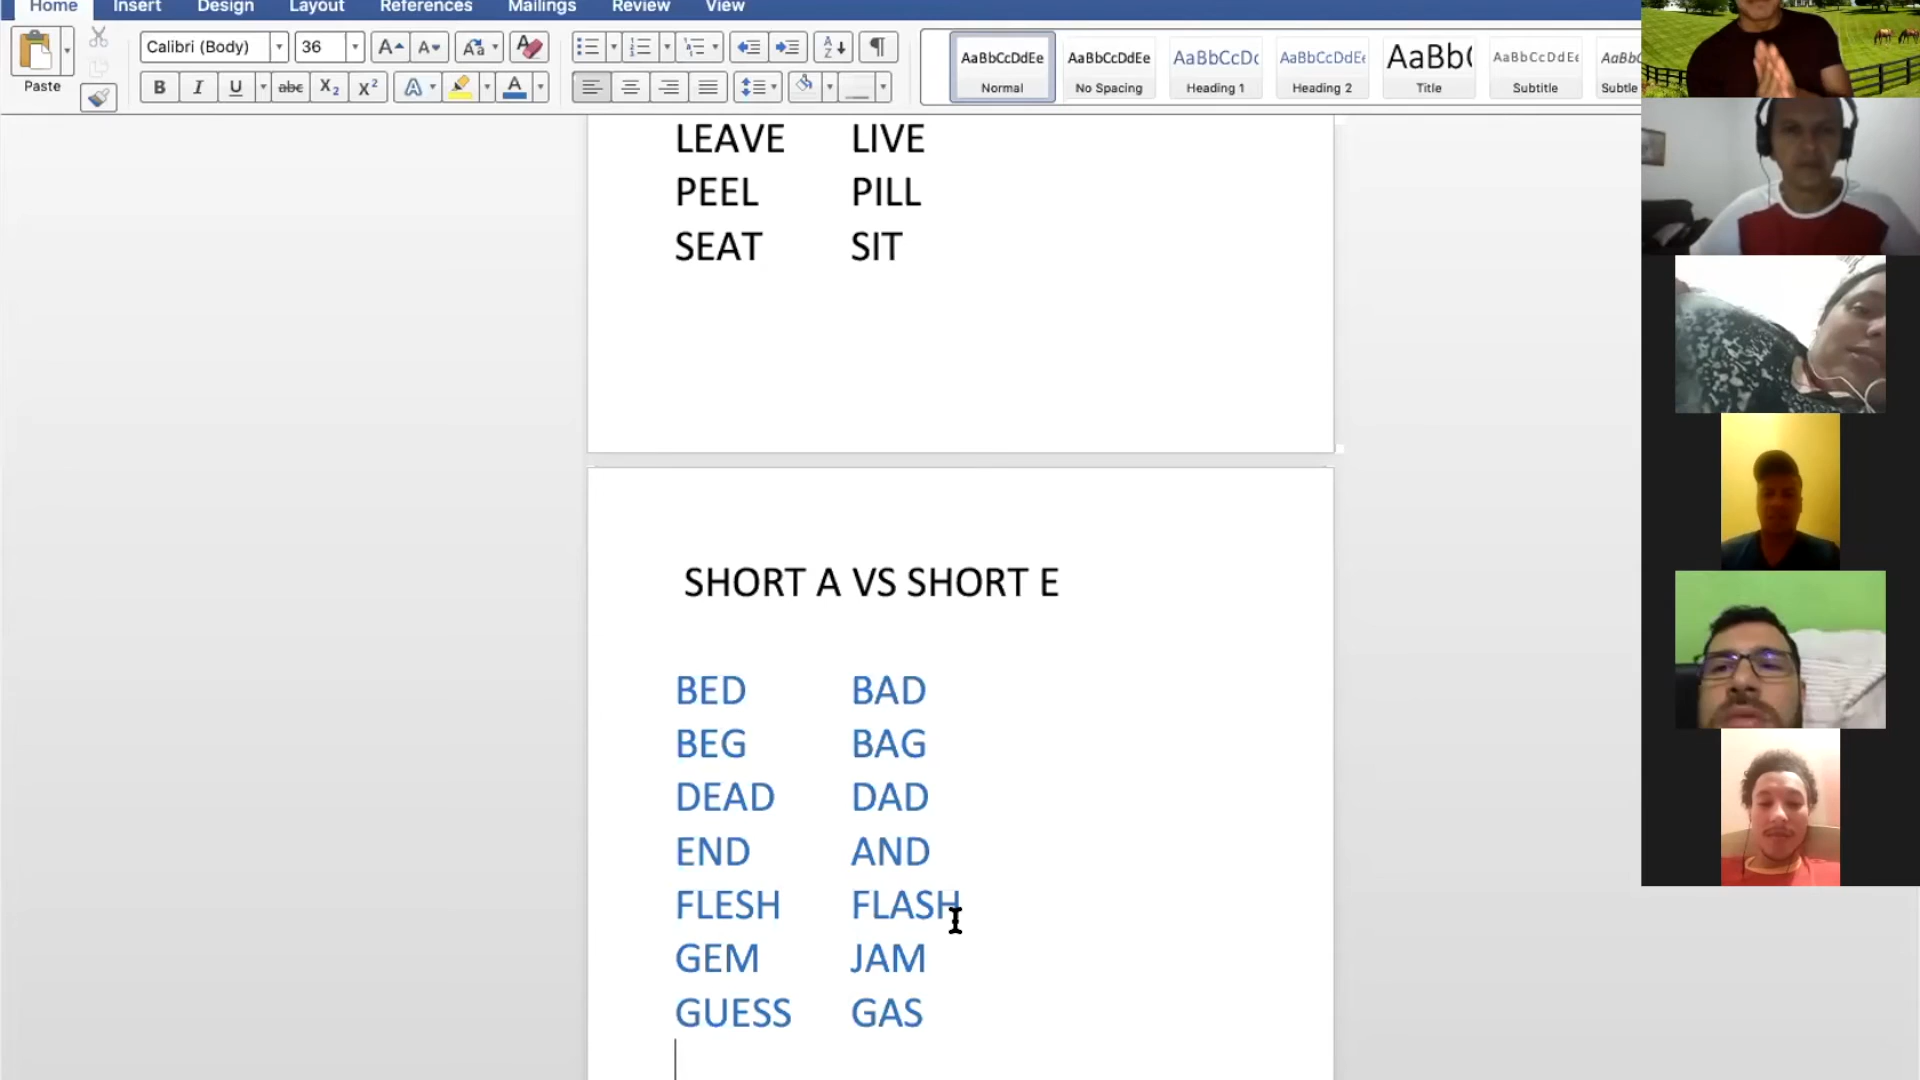 Home Insert Design Layout References Mailings Review View
Calibri (Body) 36
Paste
AaBbCcDdEe AaBbCcDdEe AaBbCcDc AaBbCcDdEe AaBb( AaBbCcDdEe AaBb
Normal No Spacing Heading 1 Heading 2 Title Subtitle Subtle
LEAVE LIVE
PEEL PILL
SEAT SIT
SHORT A VS SHORT E
BED BAD
BEG BAG
DEAD DAD
END AND
FLESH FLASH
GEM JAM
GUESS GAS